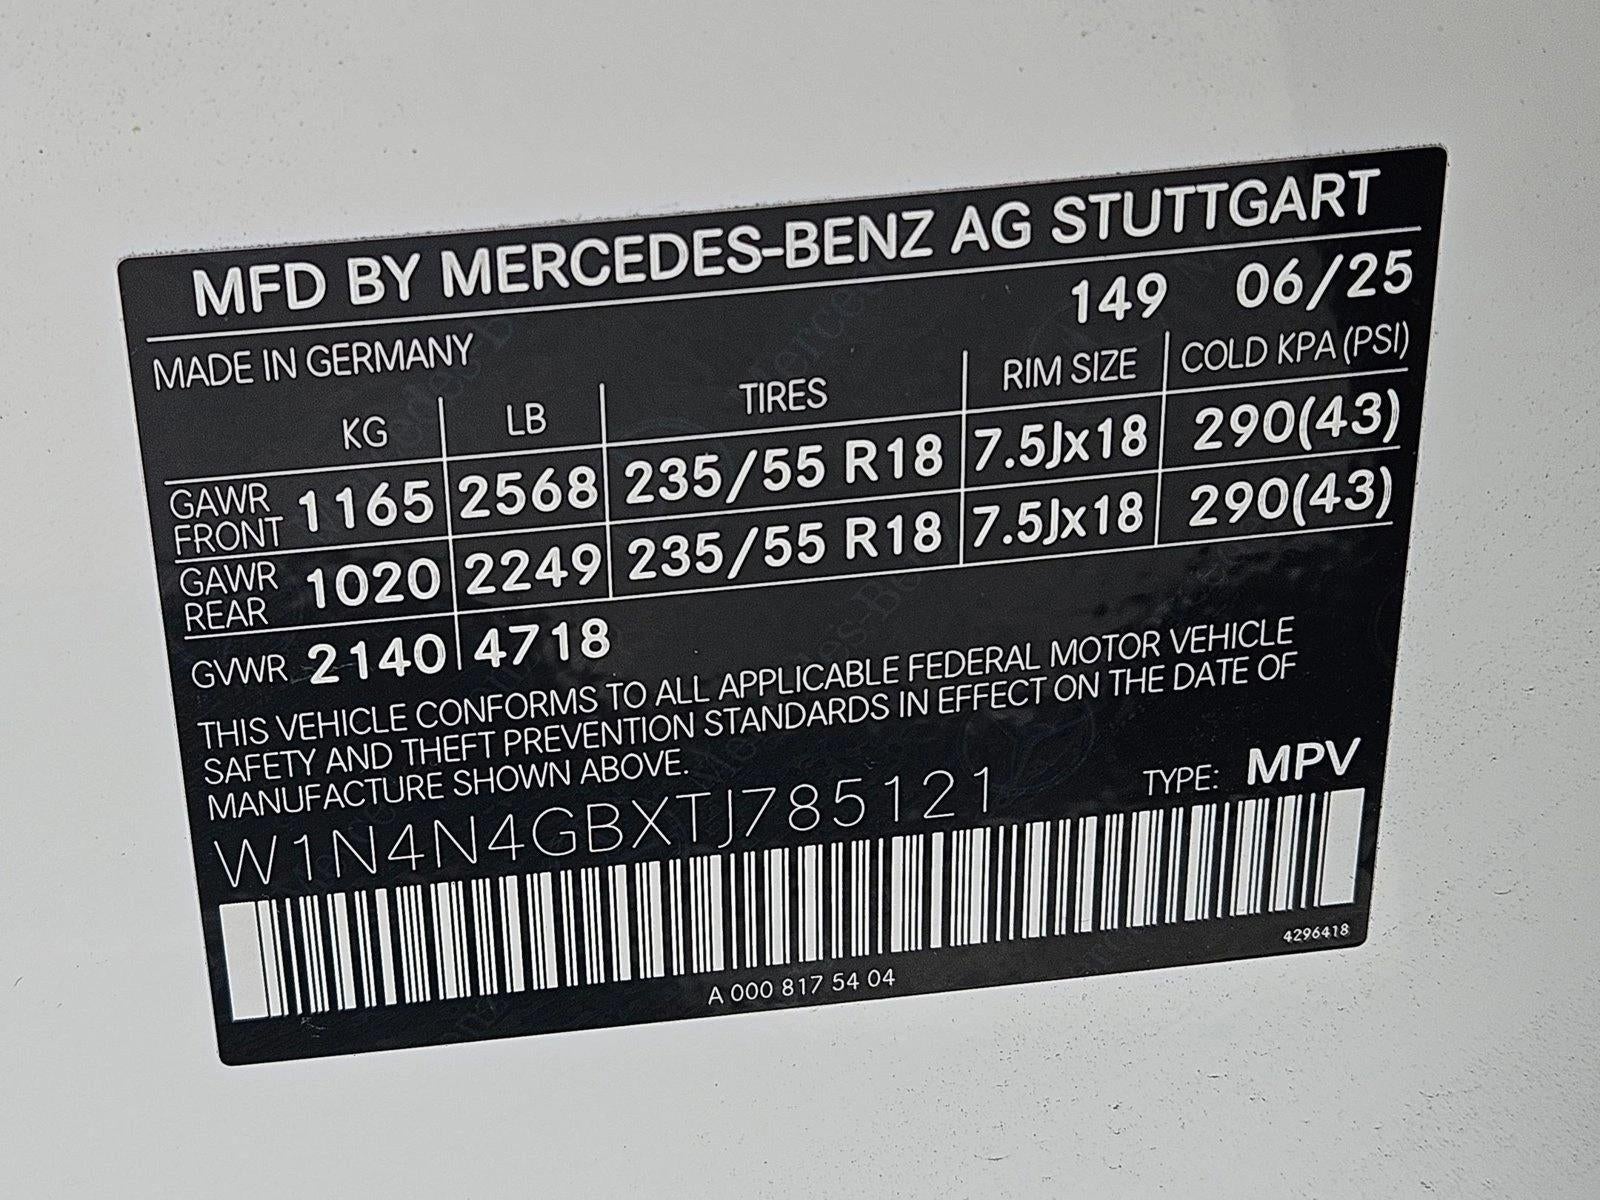 MFD BY MERCEDES-BENZ AG STUTTGART
149 06/25
MADE IN GERMANY
KG LB TIRES RIM SIZE COLD KPA (PSI)
GAWR FRONT 1165 2568 235/55 R18 7.5Jx18 290(43)
GAWR REAR 1020 2249 235/55 R18 7.5Jx18 290(43)
GVWR 2140 4718
THIS VEHICLE CONFORMS TO ALL APPLICABLE FEDERAL MOTOR VEHICLE
SAFETY AND THEFT PREVENTION STANDARDS IN EFFECT ON THE DATE OF
MANUFACTURE SHOWN ABOVE.
W1N4N4GBXTJ785121 TYPE: MPV
4296418
A 000 817 54 04